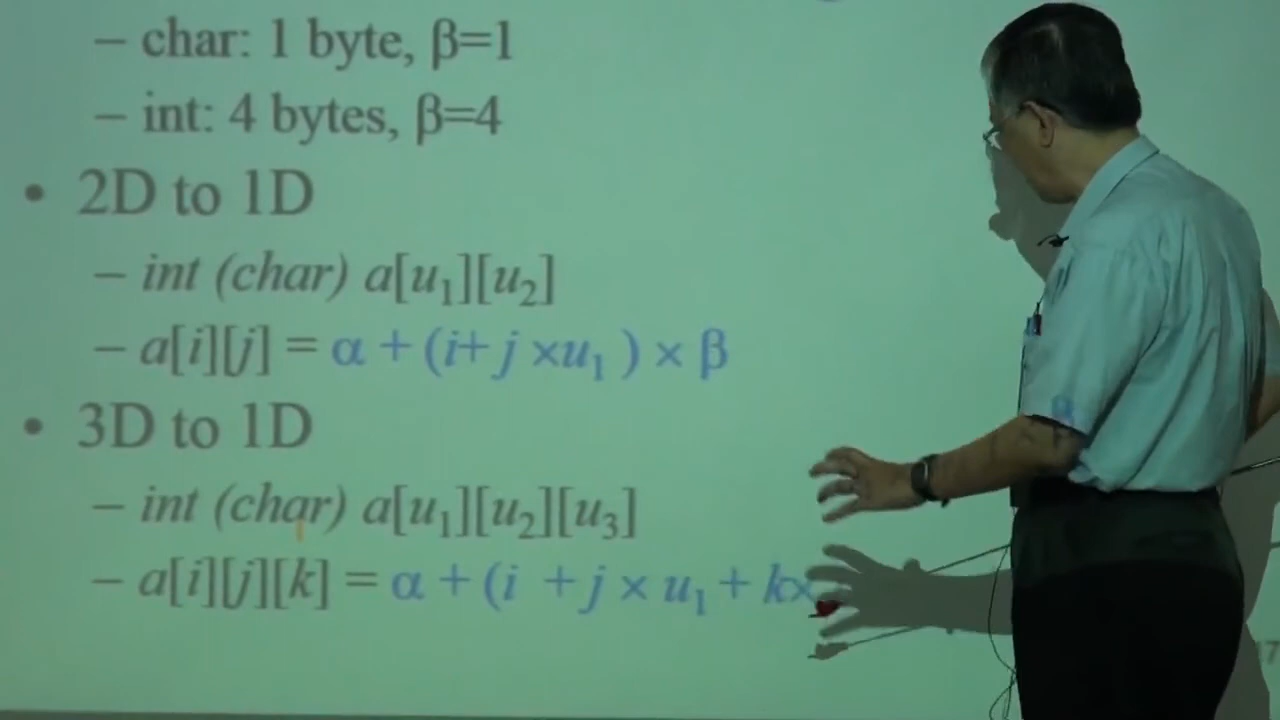 – char: 1 byte, β=1
– int: 4 bytes, β=4
• 2D to 1D
– int (char) a[u₁][u₂]
– a[i][j] = α + (i+ j ×u₁ ) × β
• 3D to 1D
– int (char) a[u₁][u₂][u₃]
– a[i][j][k] = α + (i + j × u₁ + k×
7